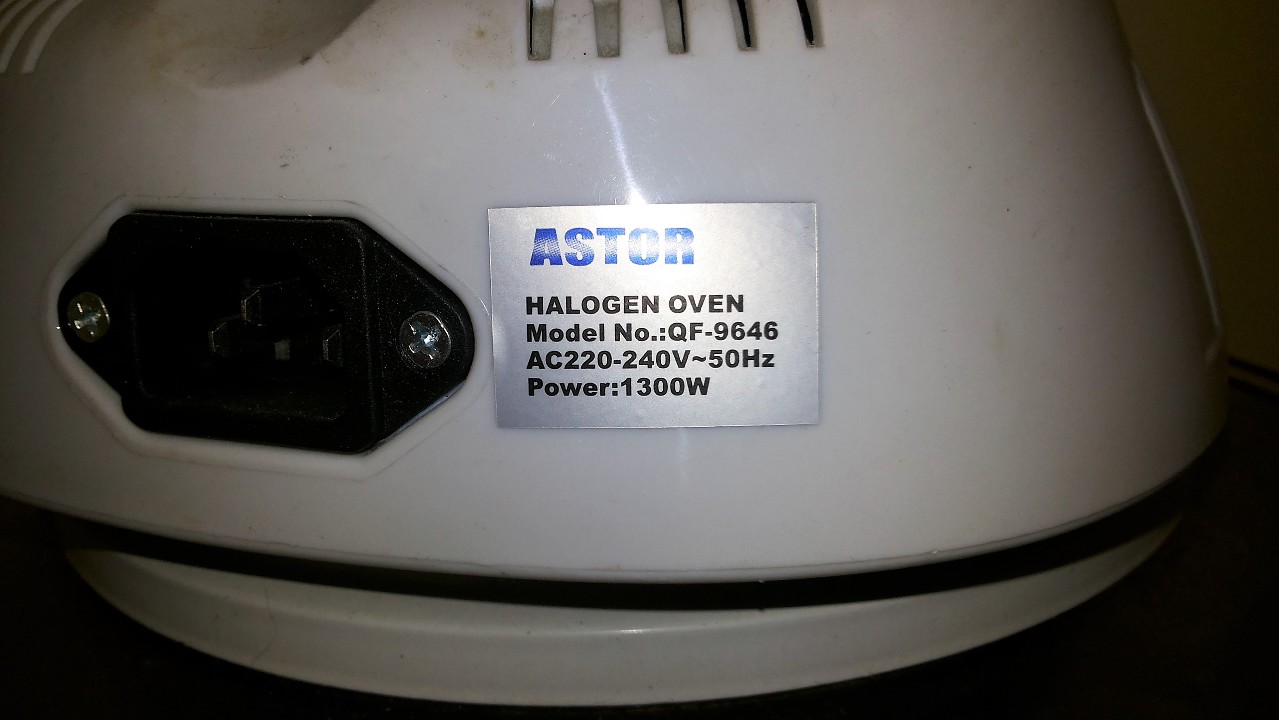 ASTOR
HALOGEN OVEN
Model No.:QF-9646
AC220-240V~50Hz
Power:1300W